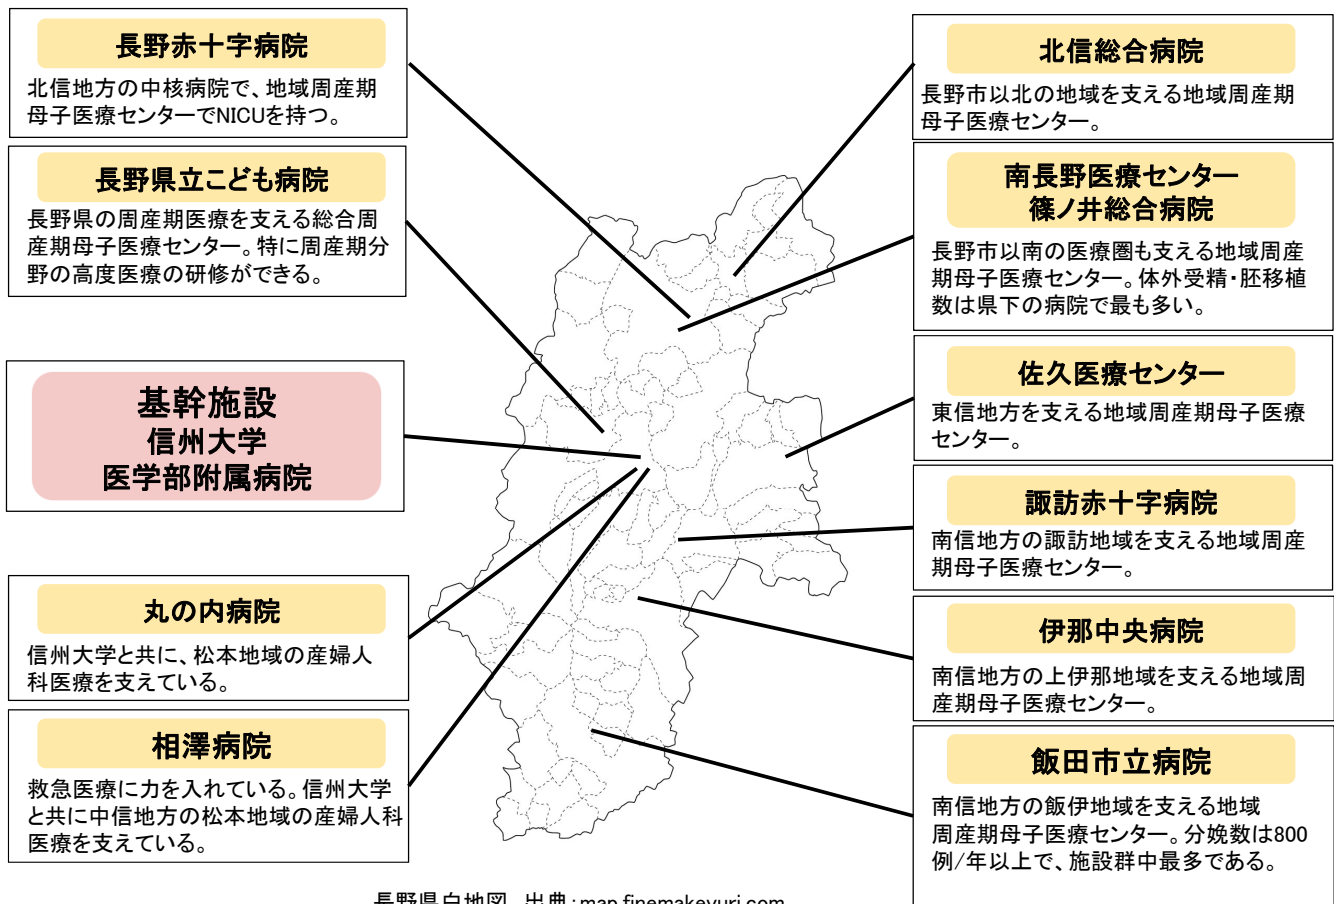 長野赤十字病院
北信地方の中核病院で、地域周産期
母子医療センターでNICUを持つ。
長野県立こども病院
長野県の周産期医療を支える総合周
産期母子医療センター。特に周産期分
野の高度医療の研修ができる。
基幹施設
信州大学
医学部附属病院
丸の内病院
信州大学と共に、松本地域の産婦人
科医療を支えている。
相澤病院
救急医療に力を入れている。信州大学
と共に中信地方の松本地域の産婦人科
医療を支えている。
北信総合病院
長野市以北の地域を支える地域周産期
母子医療センター。
南長野医療センター
篠ノ井総合病院
長野市以南の医療圏も支える地域周産
期母子医療センター。体外受精・胚移植
数は県下の病院で最も多い。
佐久医療センター
東信地方を支える地域周産期母子医療
センター。
諏訪赤十字病院
南信地方の諏訪地域を支える地域周産
期母子医療センター。
伊那中央病院
南信地方の上伊那地域を支える地域周
産期母子医療センター。
飯田市立病院
南信地方の飯伊地域を支える地域
周産期母子医療センター。分娩数は800
例/年以上で、施設群中最多である。
長野県白地図 出典：map.finemakeyuri.com